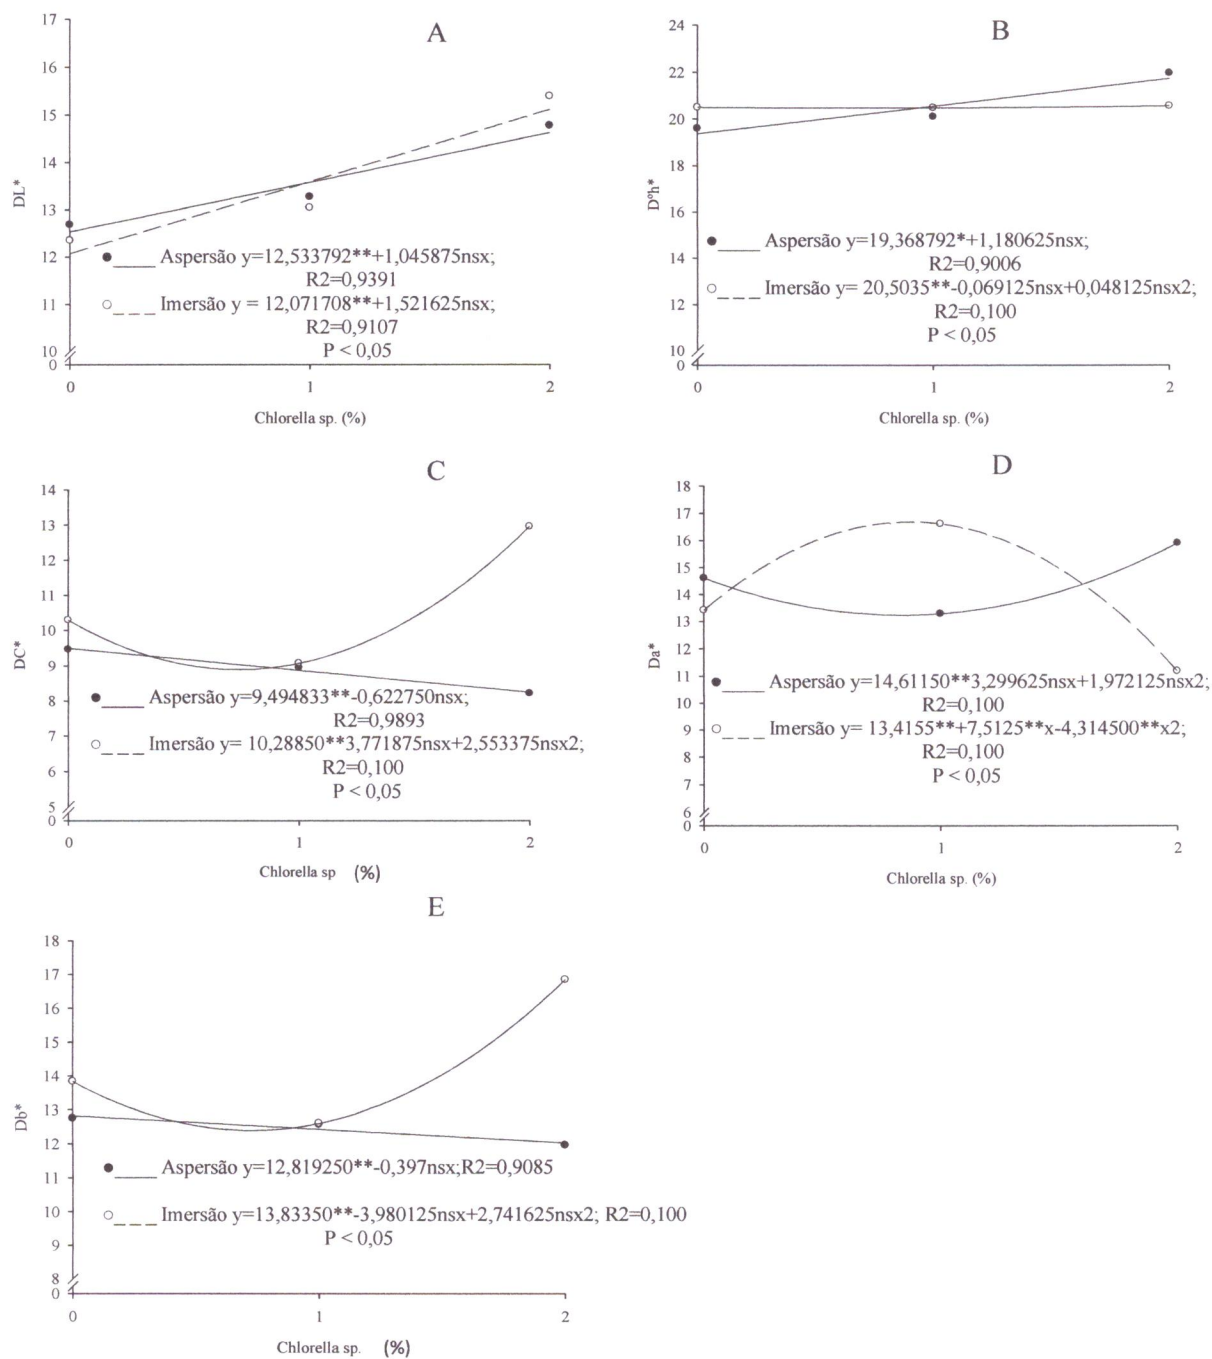 A
17
16
15
14
13
12
11
10
0
DL*
Aspersão y=12,533792**+1,045875nsx;
R2=0,9391
Imersão y = 12,071708**+1,521625nsx;
R2=0,9107
P < 0,05
0 1 2
Chlorella sp. (%)
B
24
22
20
18
16
14
12
10
0
Dºh*
Aspersão y=19,368792*+1,180625nsx;
R2=0,9006
Imersão y= 20,5035**-0,069125nsx+0,048125nsx2;
R2=0,100
P < 0,05
0 1 2
Chlorella sp. (%)
C
14
13
12
11
10
9
8
7
6
5
0
DC*
Aspersão y=9,494833**-0,622750nsx;
R2=0,9893
Imersão y= 10,28850**3,771875nsx+2,553375nsx2;
R2=0,100
P < 0,05
0 1 2
Chlorella sp (%)
D
18
17
16
15
14
13
12
11
10
9
8
7
6
0
Da*
Aspersão y=14,61150**3,299625nsx+1,972125nsx2;
R2=0,100
Imersão y= 13,4155**+7,5125**x-4,314500**x2;
R2=0,100
P < 0,05
0 1 2
Chlorella sp. (%)
E
18
17
16
15
14
13
12
11
10
9
8
0
Db*
Aspersão y=12,819250**-0,397nsx;R2=0,9085
Imersão y=13,83350**-3,980125nsx+2,741625nsx2; R2=0,100
P < 0,05
0 1 2
Chlorella sp. (%)